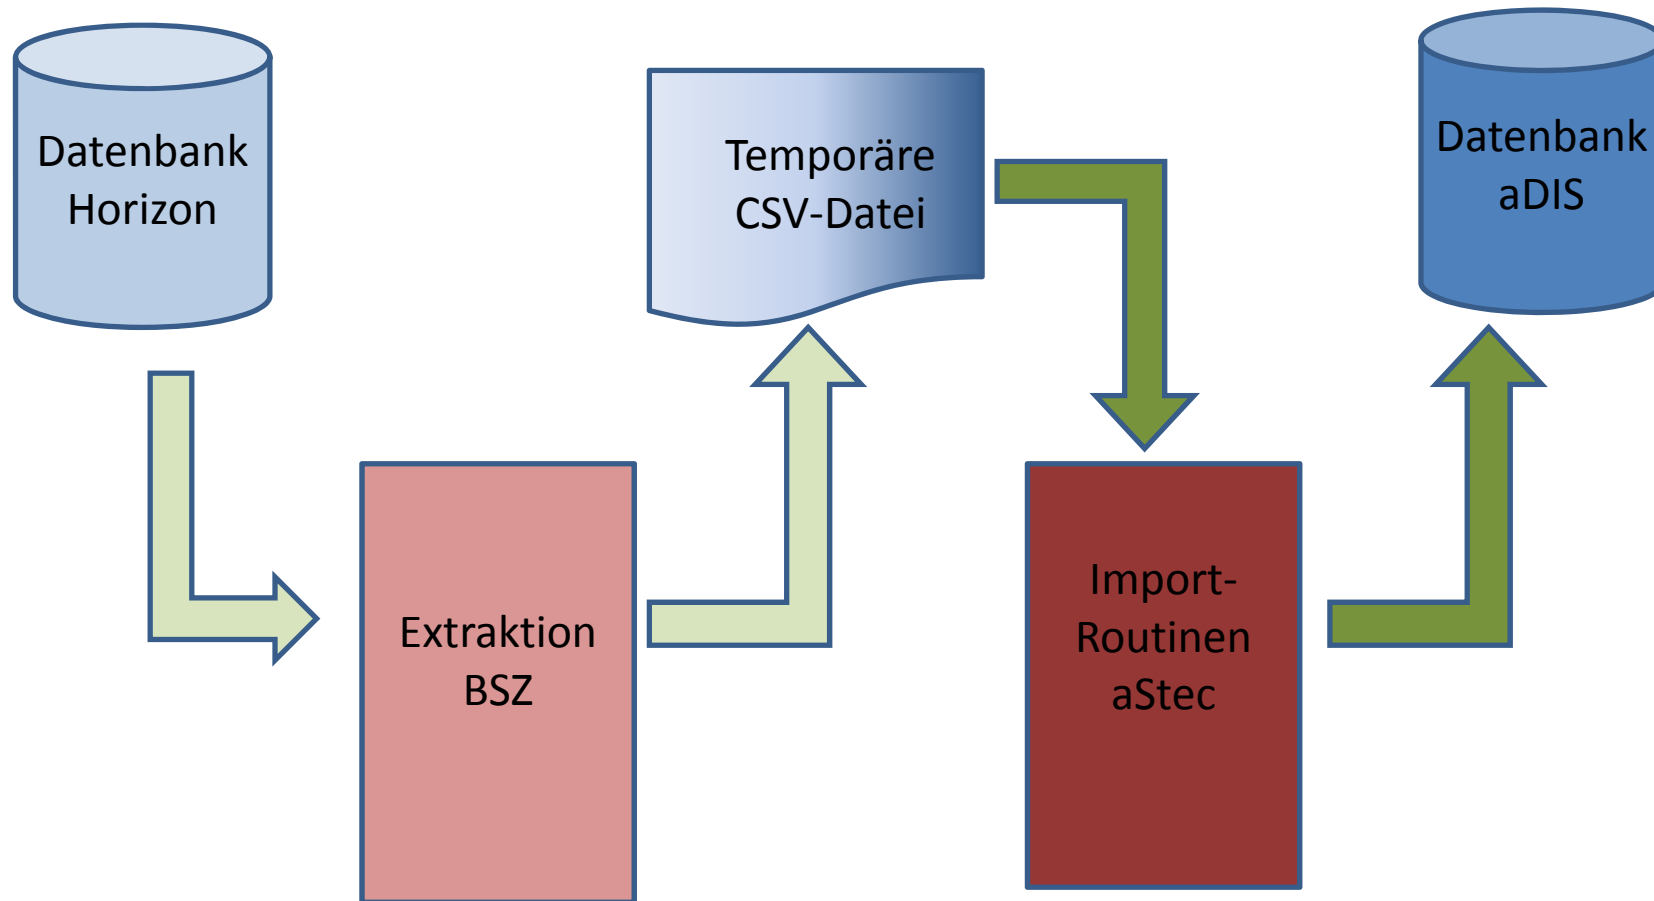 Datenbank
Horizon
Temporäre
CSV-Datei
Datenbank
aDIS
Extraktion
BSZ
Import-
Routinen
aStec